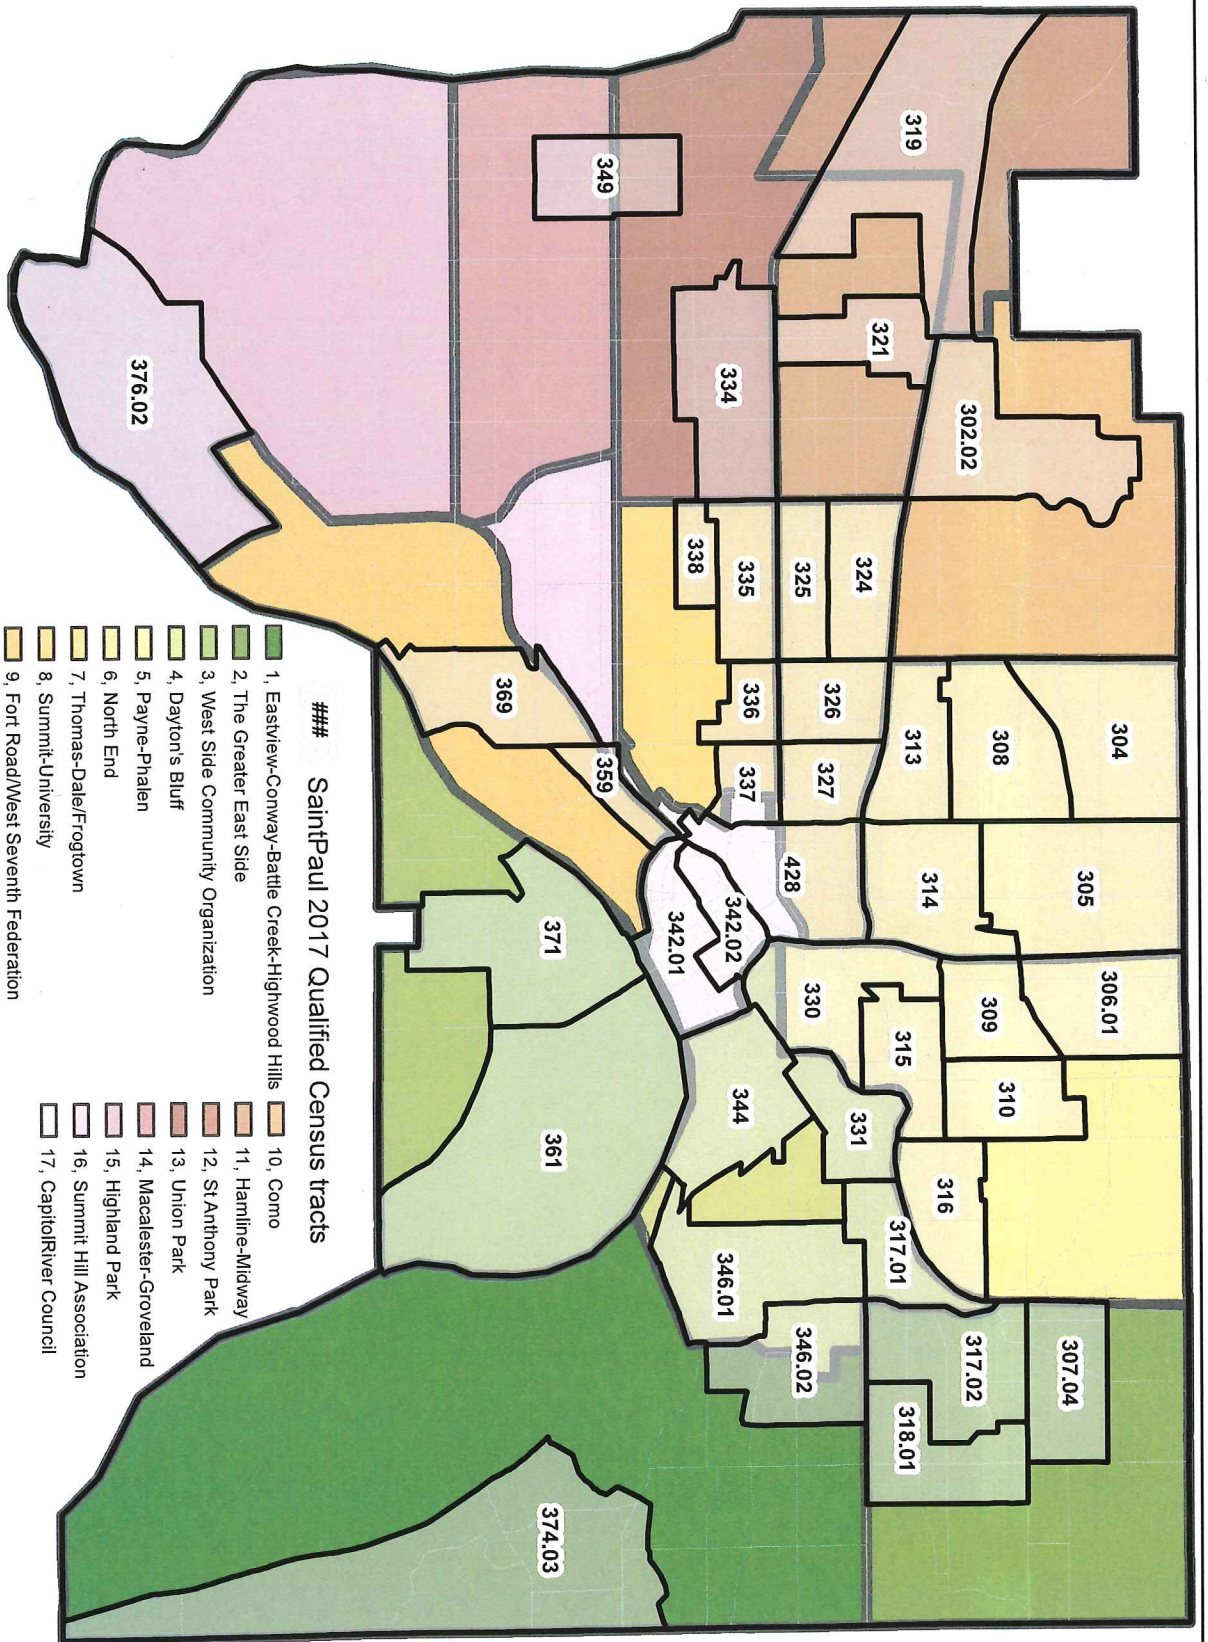 304
305
306.01
307.04
302.02
308
309
310
319
313
314
316
317.02
321
324
315
317.01
318.01
325
326
327
428
330
331
334
335
336
337
342.02
344
346.01
346.02
338
342.01
349
359
369
371
361
374.03
376.02
### SaintPaul 2017 Qualified Census tracts
1, Eastview-Conway-Battle Creek-Highwood Hills
2, The Greater East Side
3, West Side Community Organization
4, Dayton's Bluff
5, Payne-Phalen
6, North End
7, Thomas-Dale/Frogtown
8, Summit-University
9, Fort Road/West Seventh Federation
10, Como
11, Hamline-Midway
12, St Anthony Park
13, Union Park
14, Macalester-Groveland
15, Highland Park
16, Summit Hill Association
17, CapitolRiver Council